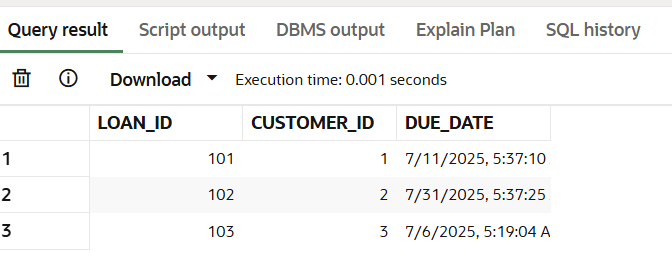 Query result Script output DBMS output Explain Plan SQL history
Download Execution time: 0.001 seconds
LOAN_ID CUSTOMER_ID DUE_DATE
1 101 1 7/11/2025, 5:37:10
2 102 2 7/31/2025, 5:37:25
3 103 3 7/6/2025, 5:19:04 A